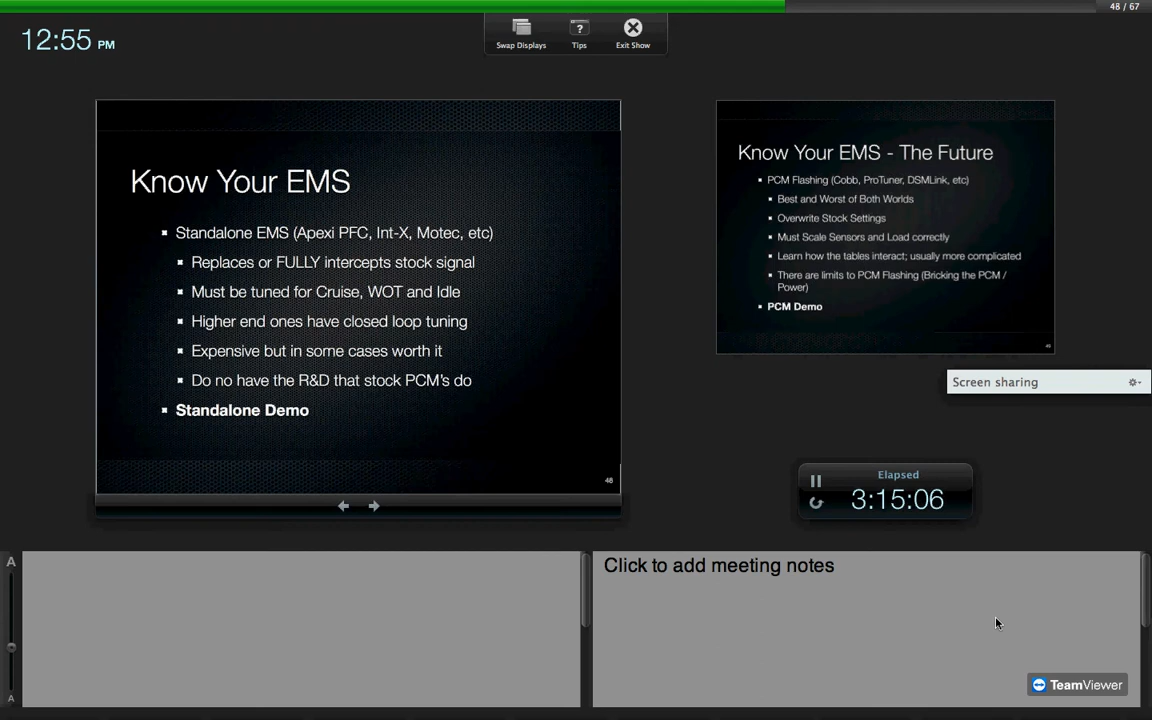 48 / 67
12:55 PM
Swap Displays
Tips
Exit Show
Know Your EMS
Standalone EMS (Apexi PFC, Int-X, Motec, etc)
Replaces or FULLY intercepts stock signal
Must be tuned for Cruise, WOT and Idle
Higher end ones have closed loop tuning
Expensive but in some cases worth it
Do no have the R&D that stock PCM's do
Standalone Demo
48
Know Your EMS - The Future
PCM Flashing (Cobb, ProTuner, DSMLink, etc)
Best and Worst of Both Worlds
Overwrite Stock Settings
Must Scale Sensors and Load correctly
Learn how the tables interact; usually more complicated
There are limits to PCM Flashing (Bricking the PCM /
Power)
PCM Demo
49
Screen sharing
Elapsed
3:15:06
A
A
Click to add meeting notes
TeamViewer